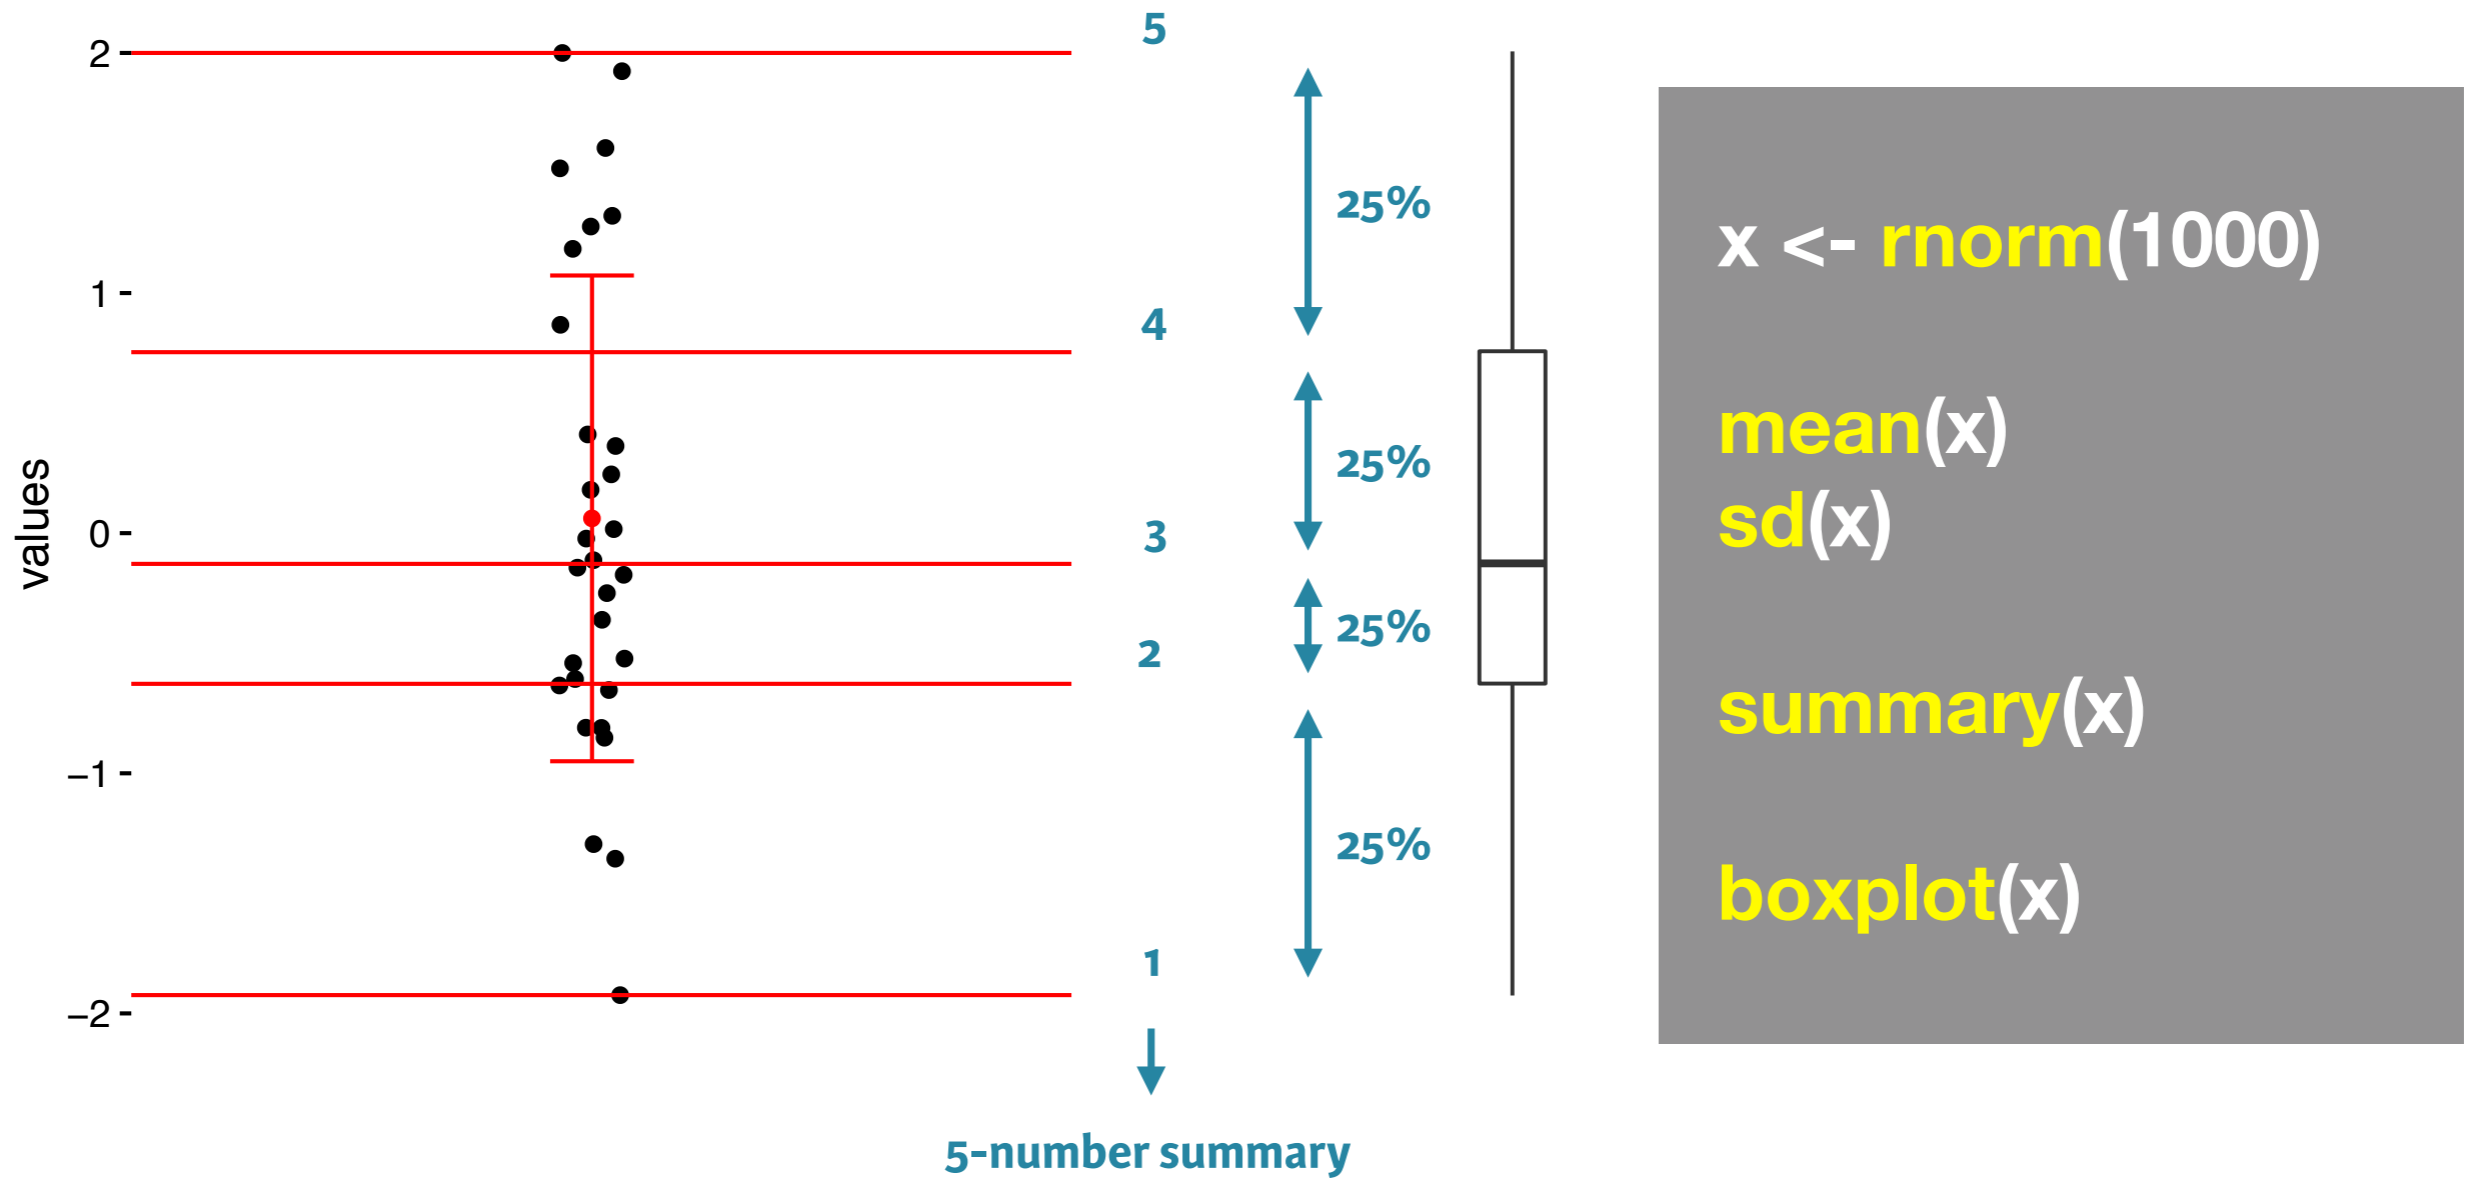 values
2
1
0
−1
−2
5
4
3
2
1
25%
25%
25%
25%
5-number summary
x <- rnorm(1000)
mean(x)
sd(x)
summary(x)
boxplot(x)